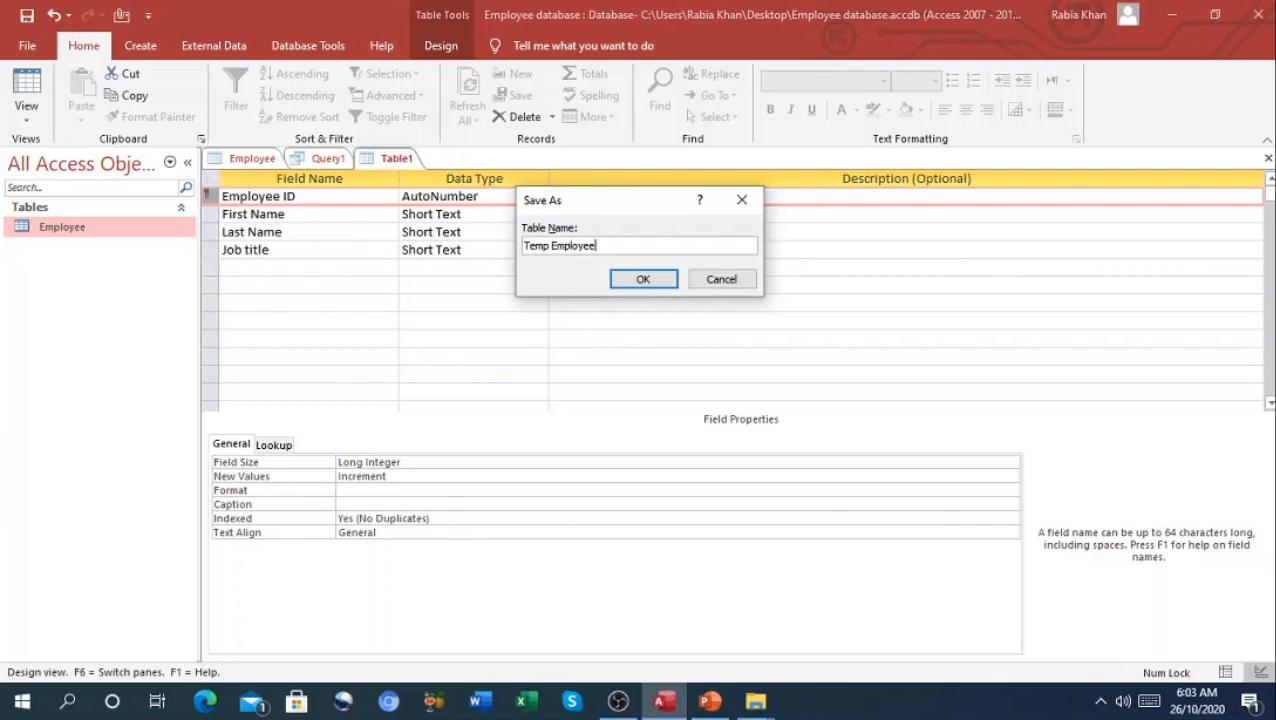 Table Tools
Employee database : Database- C:\Users\Rabia Khan\Desktop\Employee database.accdb (Access 2007 - 201...
Rabia Khan
File Home Create External Data Database Tools Help Design Tell me what you want to do
View
Paste
Cut
Copy
Format Painter
Filter
Ascending
Descending
Remove Sort
Selection
Advanced
Toggle Filter
Refresh
All
New
Save
Delete
Totals
Spelling
More
Find
Replace
Go To
Select
B I U A
Views Clipboard Sort & Filter Records Find Text Formatting
All Access Obje...
Search...
Tables
Employee
Employee Query1 Table1
Field Name Data Type Description (Optional)
Employee ID AutoNumber
First Name Short Text
Last Name Short Text
Job title Short Text
Save As ?
Table Name:
Temp Employee
OK Cancel
Field Properties
General Lookup
Field Size Long Integer
New Values Increment
Format
Caption
Indexed Yes (No Duplicates)
Text Align General
A field name can be up to 64 characters long,
including spaces. Press F1 for help on field
names.
Design view. F6 = Switch panes. F1 = Help.
Num Lock
6:03 AM
26/10/2020